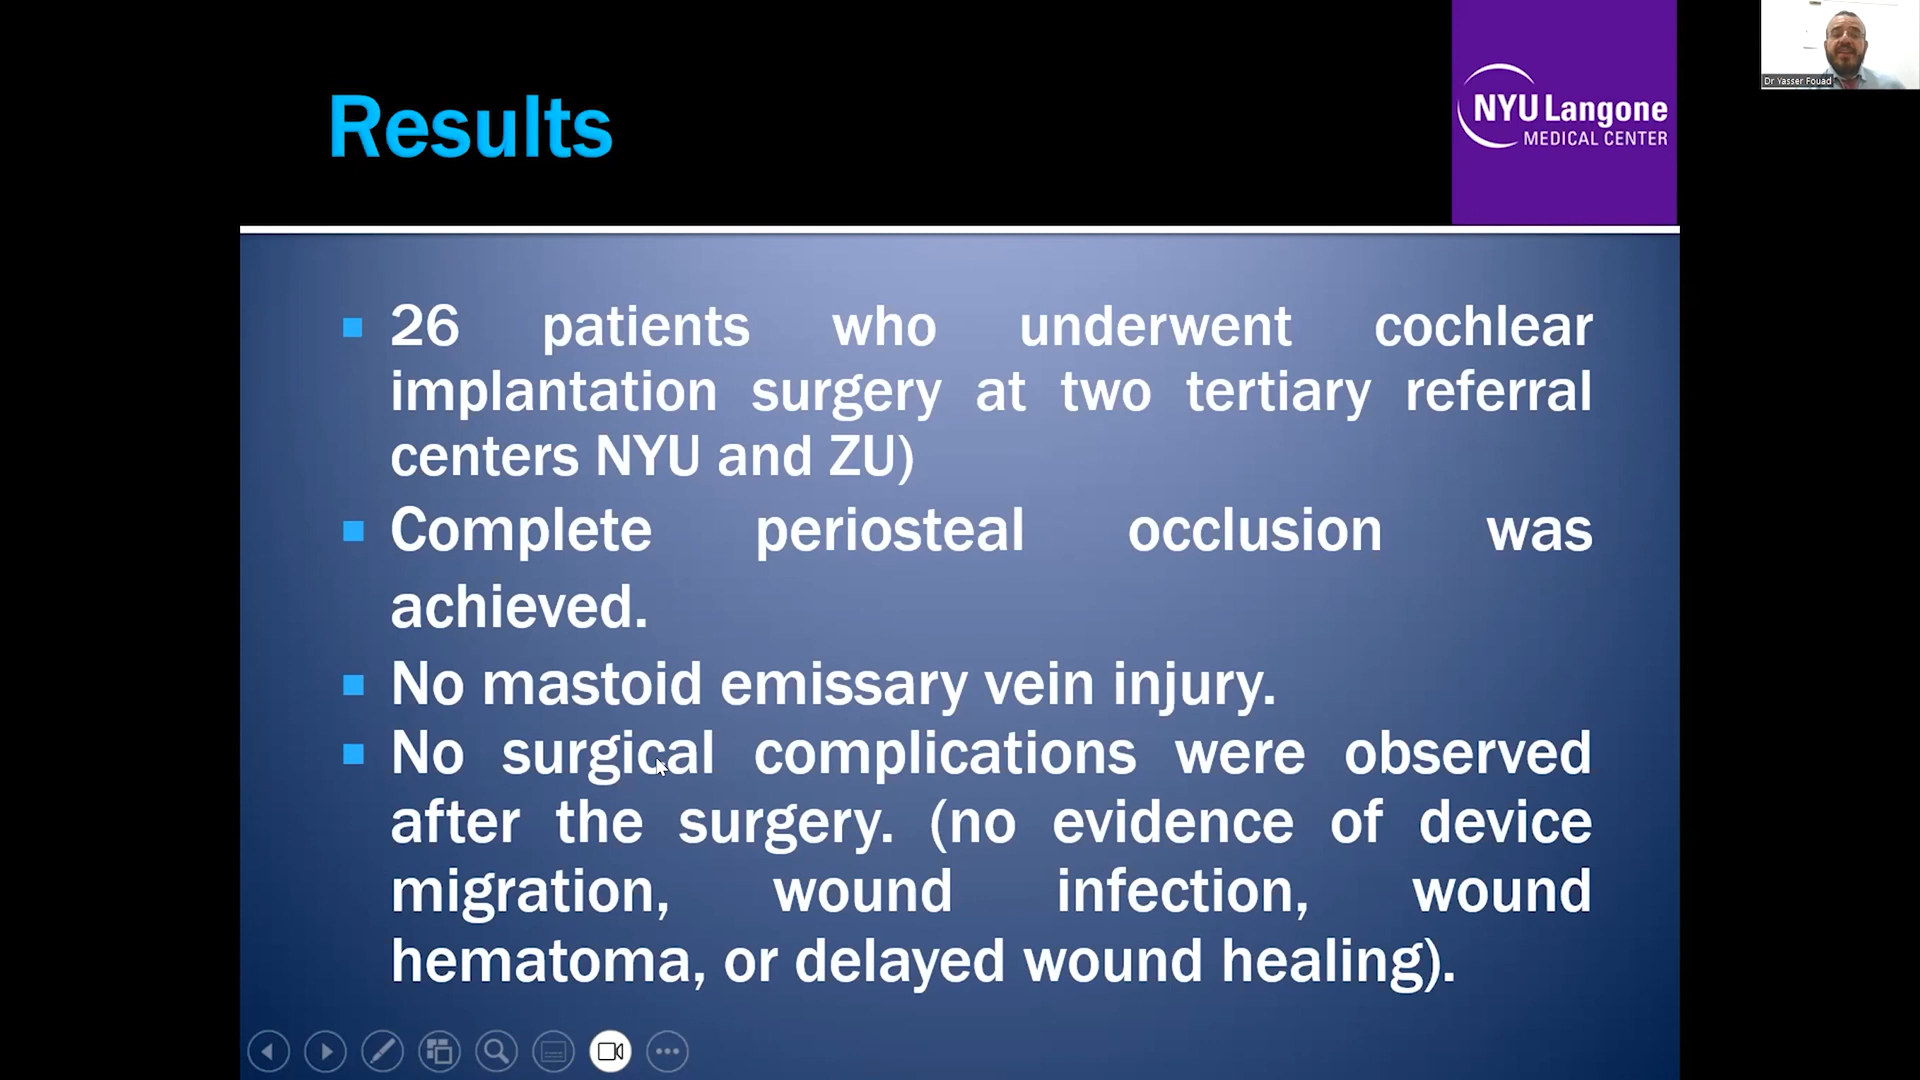 Results
NYU Langone
MEDICAL CENTER
Dr Yasser Fouad
26 patients who underwent cochlear
implantation surgery at two tertiary referral
centers NYU and ZU)
Complete periosteal occlusion was
achieved.
No mastoid emissary vein injury.
No surgical complications were observed
after the surgery. (no evidence of device
migration, wound infection, wound
hematoma, or delayed wound healing).